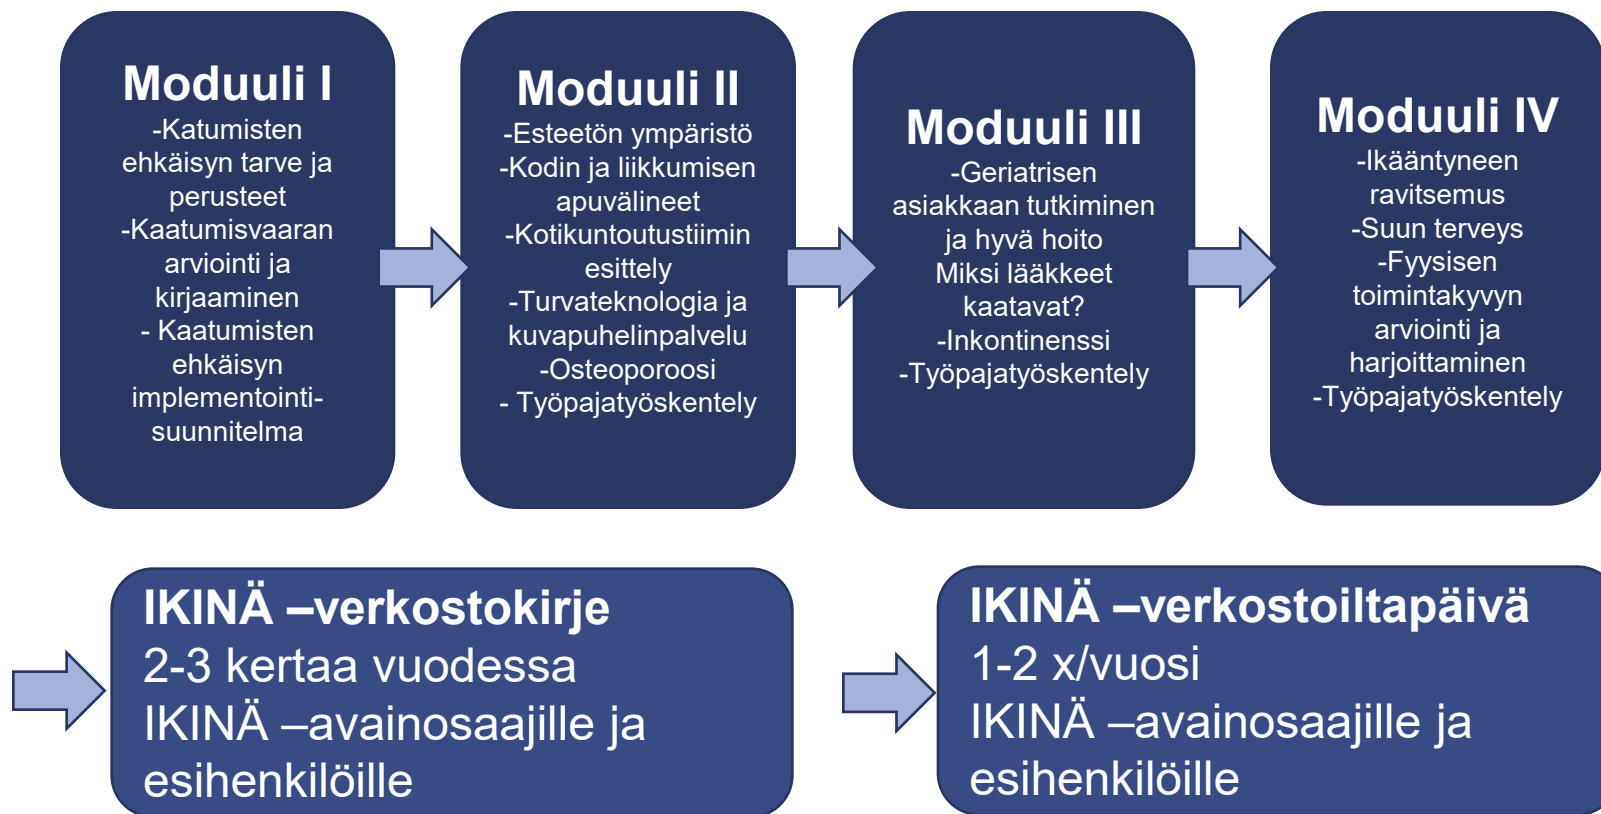 Moduuli I
-Katumisten
ehkäisyn tarve ja
perusteet
-Kaatumisvaaran
arviointi ja
kirjaaminen
- Kaatumisten
ehkäisyn
implementointi-
suunnitelma
Moduuli II
-Esteetön ympäristö
-Kodin ja liikkumisen
apuvälineet
-Kotikuntoutustiimin
esittely
-Turvateknologia ja
kuvapuhelinpalvelu
-Osteoporoosi
- Työpajatyöskentely
Moduuli III
-Geriatrisen
asiakkaan tutkiminen
ja hyvä hoito
Miksi lääkkeet
kaatavat?
-Inkontinenssi
-Työpajatyöskentely
Moduuli IV
-Ikääntyneen
ravitsemus
-Suun terveys
-Fyysisen
toimintakyvyn
arviointi ja
harjoittaminen
-Työpajatyöskentely
IKINÄ –verkostokirje
2-3 kertaa vuodessa
IKINÄ –avainosaajille ja
esihenkilöille
IKINÄ –verkostoiltapäivä
1-2 x/vuosi
IKINÄ –avainosaajille ja
esihenkilöille